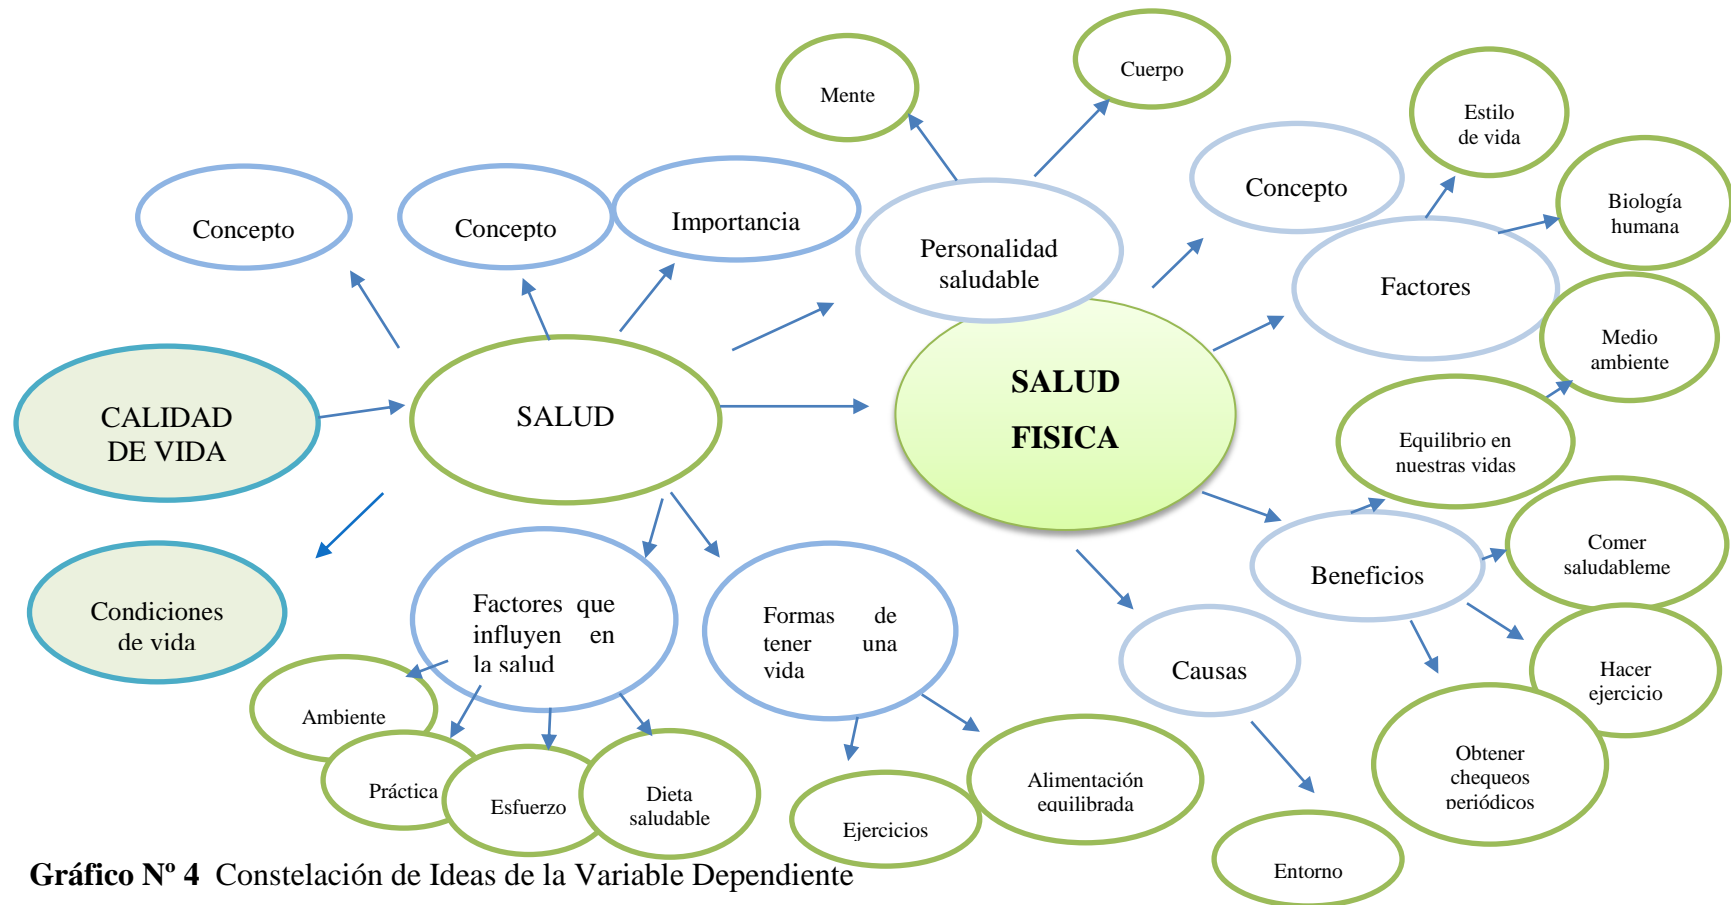 Mente
Cuerpo
Estilo
de vida
Concepto
Concepto
Importancia
Personalidad
saludable
Concepto
Factores
Biología
humana
Medio
ambiente
CALIDAD
DE VIDA
SALUD
SALUD
FISICA
Equilibrio en
nuestras vidas
Condiciones
de vida
Factores que
influyen en
la salud
Formas de
tener una
vida
Causas
Beneficios
Comer
saludableme
Hacer
ejercicio
Obtener
chequeos
periódicos
Ambiente
Práctica
Esfuerzo
Dieta
saludable
Ejercicios
Alimentación
equilibrada
Entorno
Gráfico Nº 4 Constelación de Ideas de la Variable Dependiente